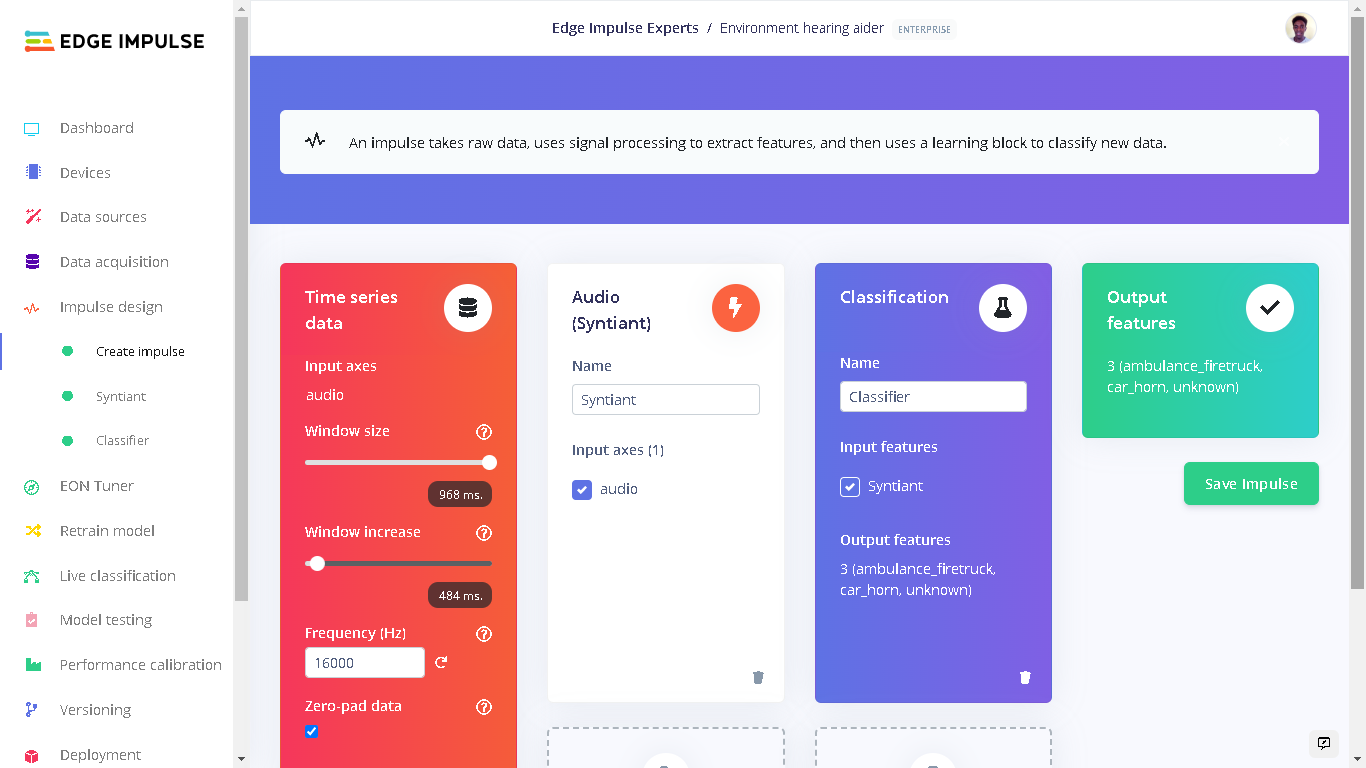 EDGE IMPULSE
Dashboard
Devices
Data sources
Data acquisition
Impulse design
Create impulse
Syntiant
Classifier
EON Tuner
Retrain model
Live classification
Model testing
Performance calibration
Versioning
Deployment
Edge Impulse Experts / Environment hearing aider ENTERPRISE
An impulse takes raw data, uses signal processing to extract features, and then uses a learning block to classify new data.
Time series
data
Input axes
audio
Window size
968 ms.
Window increase
484 ms.
Frequency (Hz)
16000
Zero-pad data
Audio
(Syntiant)
Name
Syntiant
Input axes (1)
audio
Classification
Name
Classifier
Input features
Syntiant
Output features
3 (ambulance_firetruck,
car_horn, unknown)
Output
features
3 (ambulance_firetruck,
car_horn, unknown)
Save Impulse